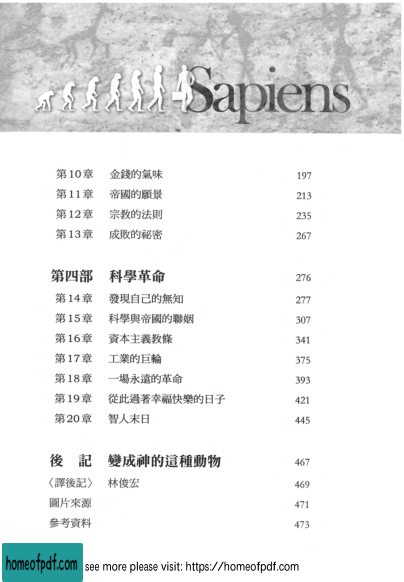 Sapiens
第10章 金錢的氣味 197
第11章 帝國的願景 213
第12章 宗教的法則 235
第13章 成敗的祕密 267
第四部 科學革命 276
第14章 發現自己的無知 277
第15章 科學與帝國的聯姻 307
第16章 資本主義教條 341
第17章 工業的巨輪 375
第18章 一場永遠的革命 393
第19章 從此過著幸福快樂的日子 421
第20章 智人末日 445
後 記 變成神的這種動物 467
〈譯後記〉 林俊宏 469
圖片來源 471
參考資料 473
homeofpdf.com see more please visit: https://homeofpdf.com